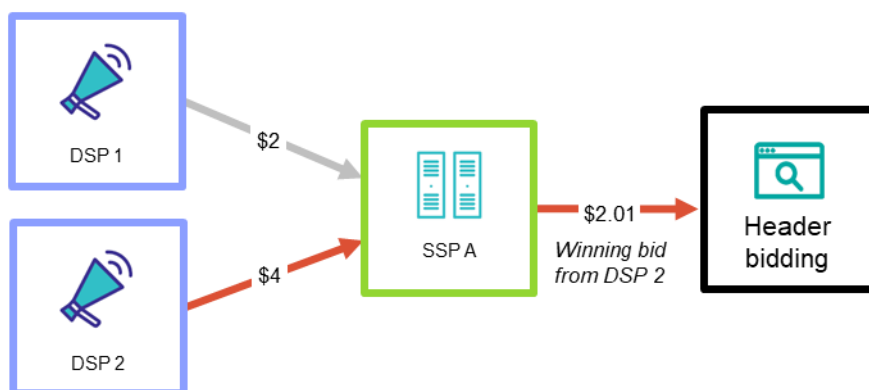 DSP 1
$2
SSP A
$2.01
Winning bid
from DSP 2
Header
bidding
$4
DSP 2